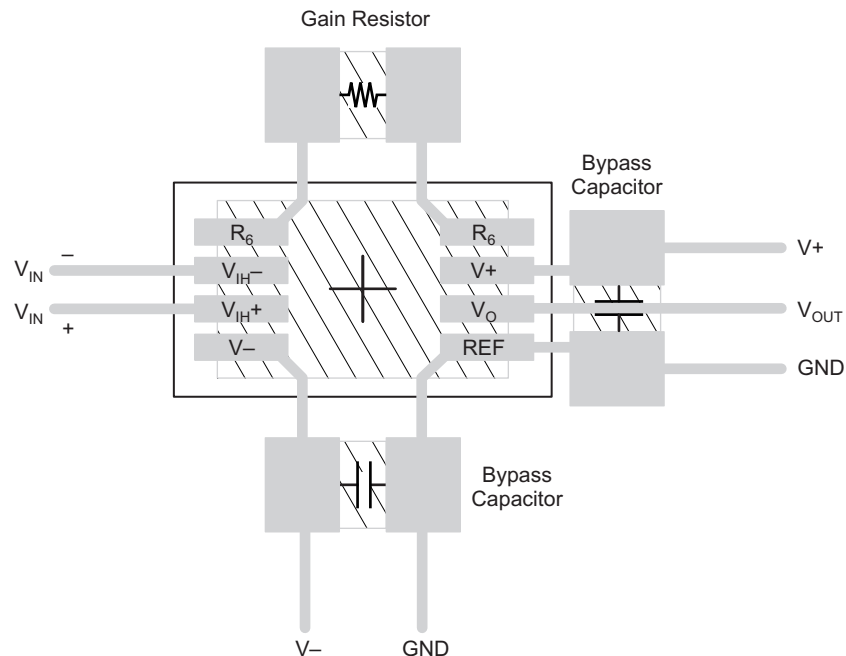 Gain Resistor
Bypass
Capacitor
R6 R6
VIN – VIH– V+ V+
VIN + VIH+ VO VOUT
V– REF GND
Bypass
Capacitor
V– GND